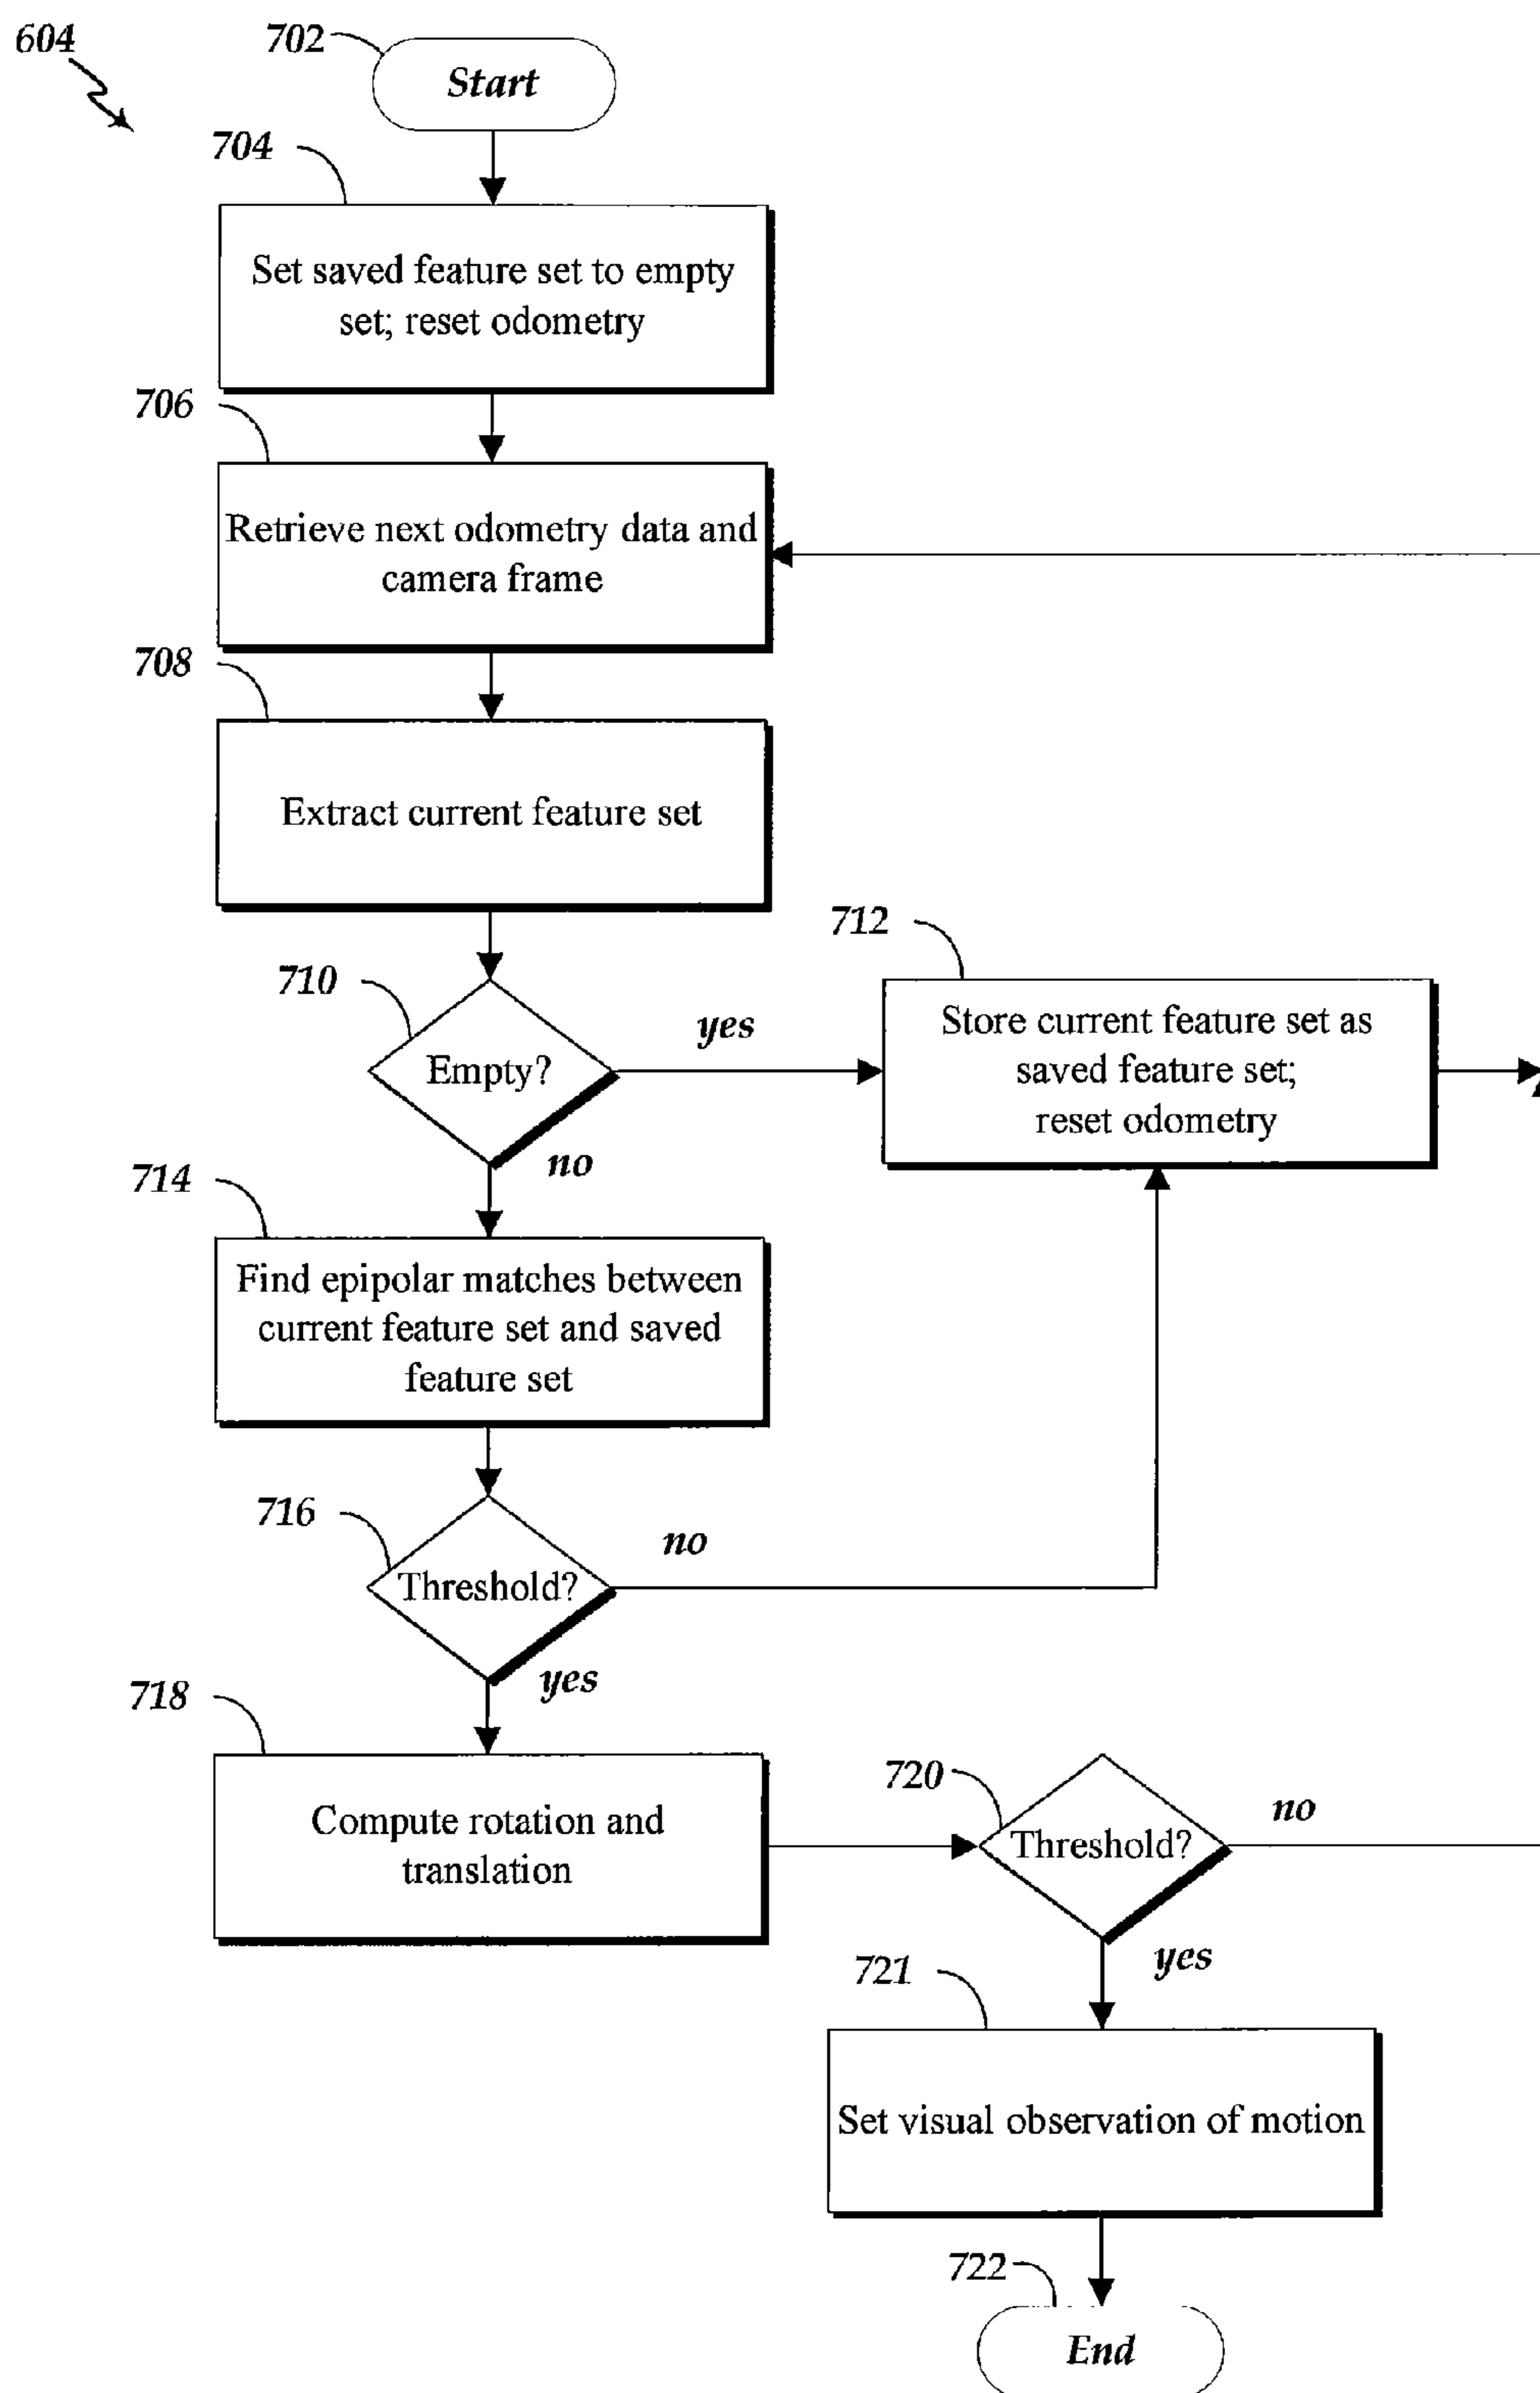 604
702
Start
704
Set saved feature set to empty
set; reset odometry
706
Retrieve next odometry data and
camera frame
708
Extract current feature set
710
Empty?
yes
no
712
Store current feature set as
saved feature set;
reset odometry
714
Find epipolar matches between
current feature set and saved
feature set
716
Threshold?
no
yes
718
Compute rotation and
translation
720
Threshold?
no
yes
721
Set visual observation of motion
722
End